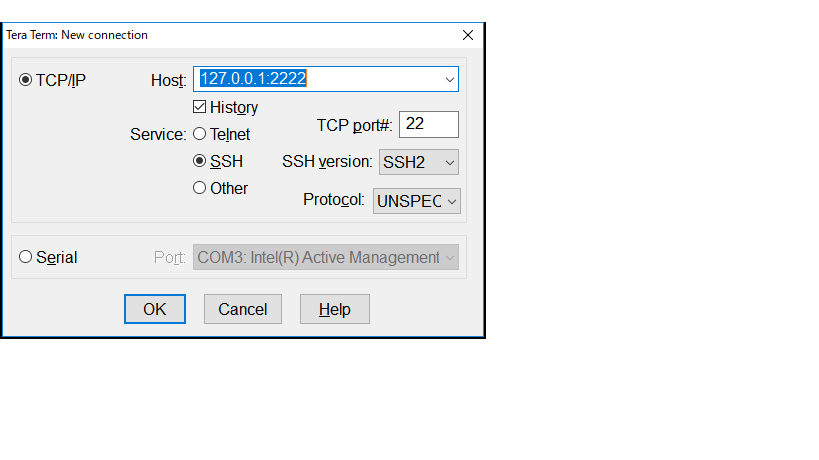 Tera Term: New connection
TCP/IP
Host: 127.0.0.1:2222
History
Service: Telnet
TCP port#: 22
SSH
SSH version: SSH2
Other
Protocol: UNSPEC
Serial
Port: COM3: Intel(R) Active Management
OK Cancel Help